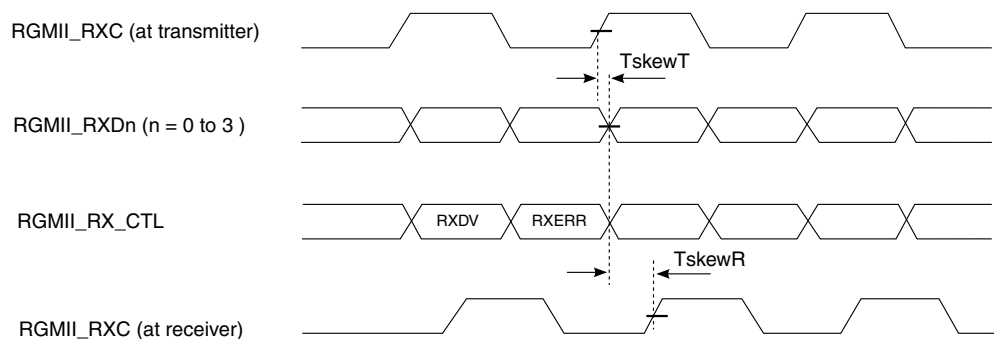 RGMII_RXC (at transmitter)
TskewT
RGMII_RXDn (n = 0 to 3 )
RGMII_RX_CTL
RXDV
RXERR
TskewR
RGMII_RXC (at receiver)